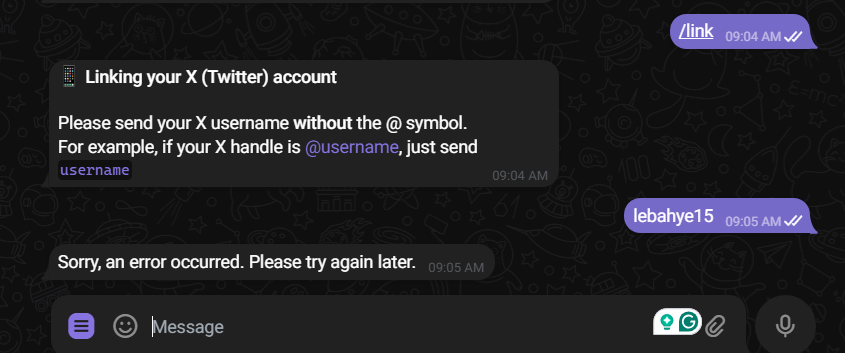 /link 09:04 AM
Linking your X (Twitter) account
Please send your X username without the @ symbol.
For example, if your X handle is @username, just send
username
09:04 AM
lebahye15 09:05 AM
Sorry, an error occurred. Please try again later. 09:05 AM
Message